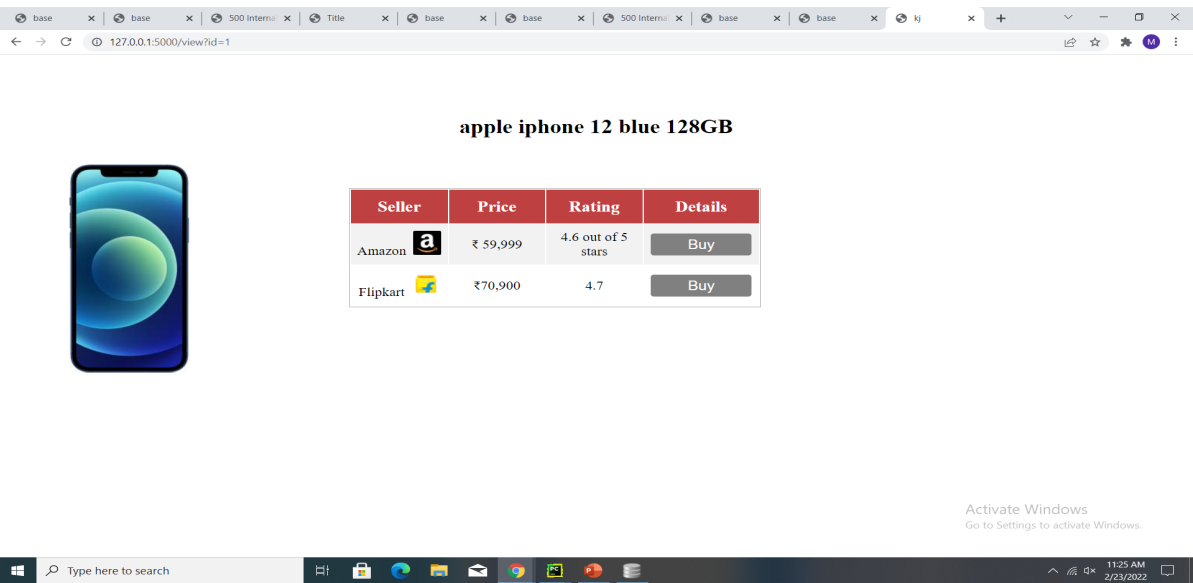 base
base
500 Interna
Title
base
base
500 Interna
base
base
kj
127.0.0.1:5000/view?id=1
M
apple iphone 12 blue 128GB
Seller Price Rating Details
Amazon a ₹ 59,999 4.6 out of 5 stars Buy
Flipkart ₹70,900 4.7 Buy
Activate Windows
Go to Settings to activate Windows.
Type here to search
PC
P
11:25 AM
2/23/2022